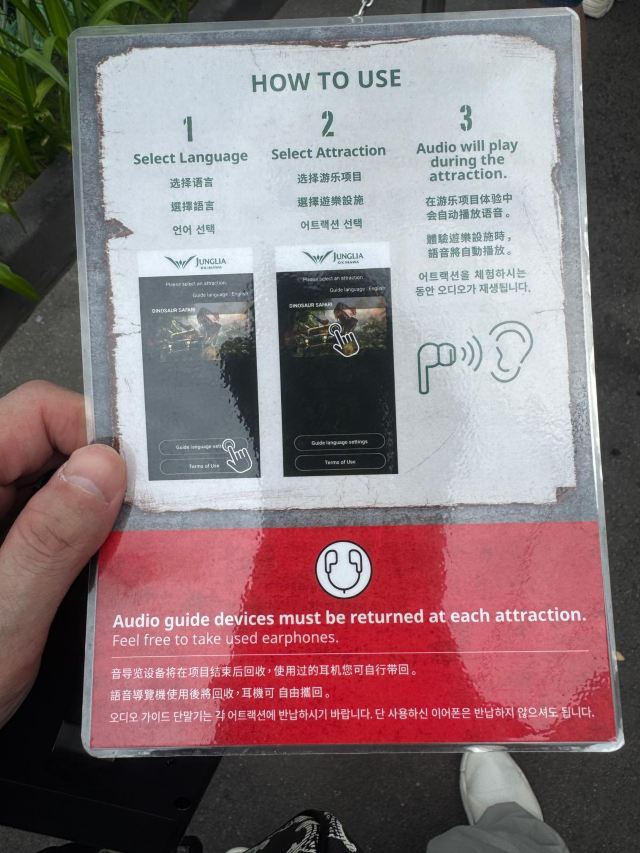 HOW TO USE
1
Select Language
选择语言
選擇語言
언어 선택
JUNGLIA
OKINAWA
Please select an attraction.
Guide language : English
DINOSAUR SAFARI
Guide language setti
Terms of Use
2
Select Attraction
选择游乐项目
選擇遊樂設施
어트랙션 선택
JUNGLIA
OKINAWA
Please select an attraction.
Guide language : English
DINOSAUR SAFARI
Guide language settings
Terms of Use
3
Audio will play
during the
attraction.
在游乐项目体验中
会自动播放语音。
體驗遊樂設施時，
語音將自動播放。
어트랙션을 체험하시는
동안 오디오가 재생됩니다.
Audio guide devices must be returned at each attraction.
Feel free to take used earphones.
音导览设备将在项目结束后回收，使用过的耳机您可自行带回。
語音導覽機使用後將回收，耳機可 自由攜回。
오디오 가이드 단말기는 각 어트랙션에 반납하시기 바랍니다. 단 사용하신 이어폰은 반납하지 않으셔도 됩니다.